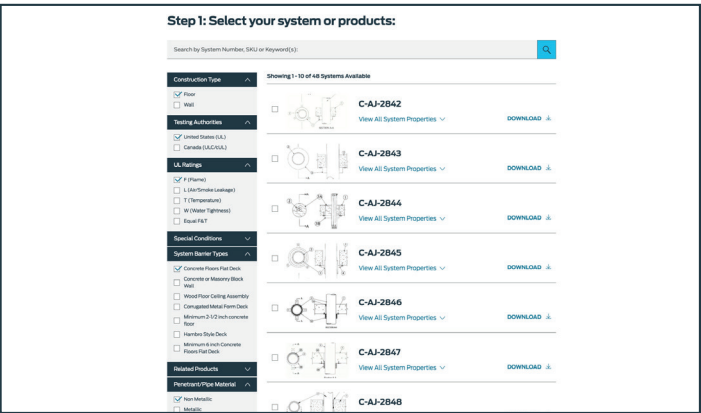 Step 1: Select your system or products:
Search by System Number, SKU or Keyword(s):
Construction Type
Floor
Wall
Testing Authorities
United States (UL)
Canada (ULC/cUL)
UL Ratings
F (Flame)
L (Air/Smoke Leakage)
T (Temperature)
W (Water Tightness)
Equal F&T
Special Conditions
System Barrier Types
Concrete Floors Flat Deck
Concrete or Masonry Block
Wall
Wood Floor Ceiling Assembly
Corrugated Metal Form Deck
Minimum 2-1/2 inch concrete
floor
Hambro Style Deck
Minimum 6 inch Concrete
Floors Flat Deck
Related Products
Penetrant/Pipe Material
Non Metallic
Metallic
Showing 1 - 10 of 48 Systems Available
C-AJ-2842
View All System Properties
DOWNLOAD
C-AJ-2843
View All System Properties
DOWNLOAD
C-AJ-2844
View All System Properties
DOWNLOAD
C-AJ-2845
View All System Properties
DOWNLOAD
C-AJ-2846
View All System Properties
DOWNLOAD
C-AJ-2847
View All System Properties
DOWNLOAD
C-AJ-2848